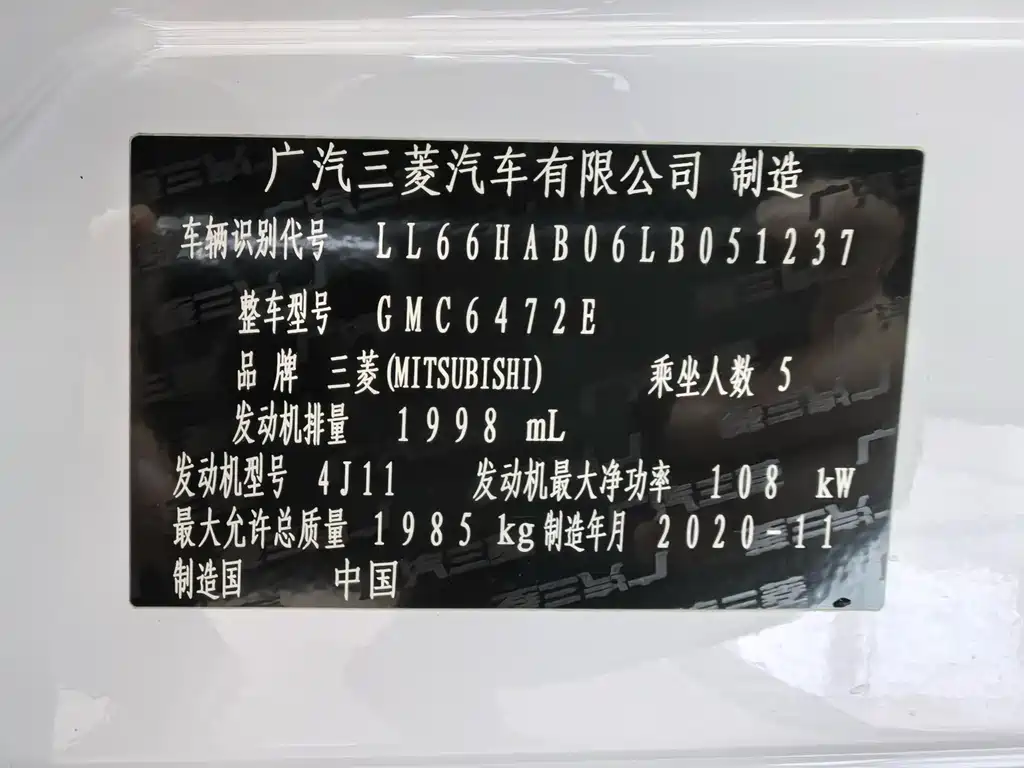 广汽三菱汽车有限公司 制造
车辆识别代号 LL66HAB06LB051237
整车型号 GMC6472E
品牌 三菱(MITSUBISHI) 乘坐人数 5
发动机排量 1998 mL
发动机型号 4J11 发动机最大净功率 108 kW
最大允许总质量 1985 kg 制造年月 2020-11
制造国 中国